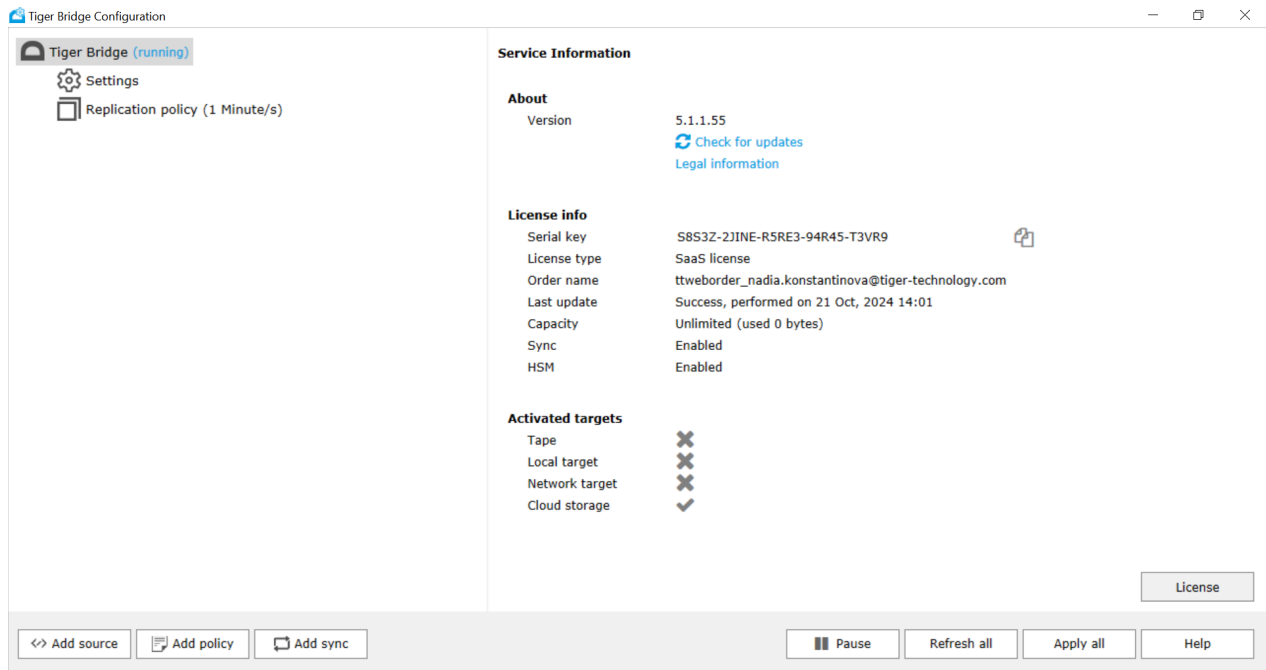 Tiger Bridge Configuration
Tiger Bridge (running)
Settings
Replication policy (1 Minute/s)
Service Information
About
Version 5.1.1.55
Check for updates
Legal information
License info
Serial key S8S3Z-2JINE-R5RE3-94R45-T3VR9
License type SaaS license
Order name ttweborder_nadia.konstantinova@tiger-technology.com
Last update Success, performed on 21 Oct, 2024 14:01
Capacity Unlimited (used 0 bytes)
Sync Enabled
HSM Enabled
Activated targets
Tape
Local target
Network target
Cloud storage
License
Add source Add policy Add sync Pause Refresh all Apply all Help